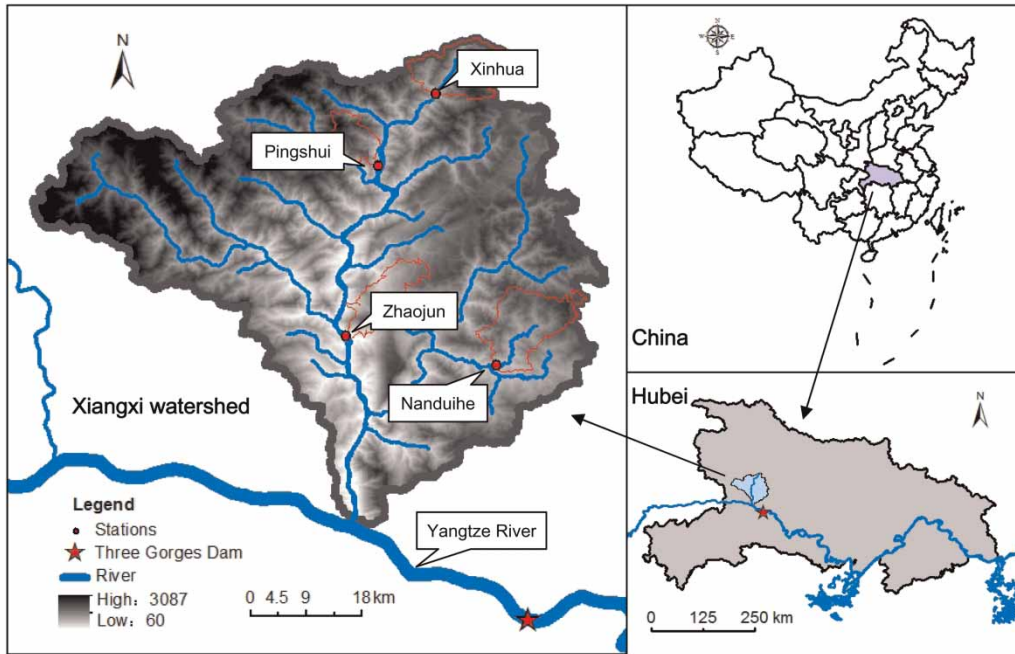 N
Xinhua
Pingshui
Zhaojun
Nanduihe
Xiangxi watershed
Yangtze River
Legend
Stations
Three Gorges Dam
River
High: 3087
Low: 60
0 4.5 9 18 km
N
W E
S
China
Hubei
N
0 125 250 km